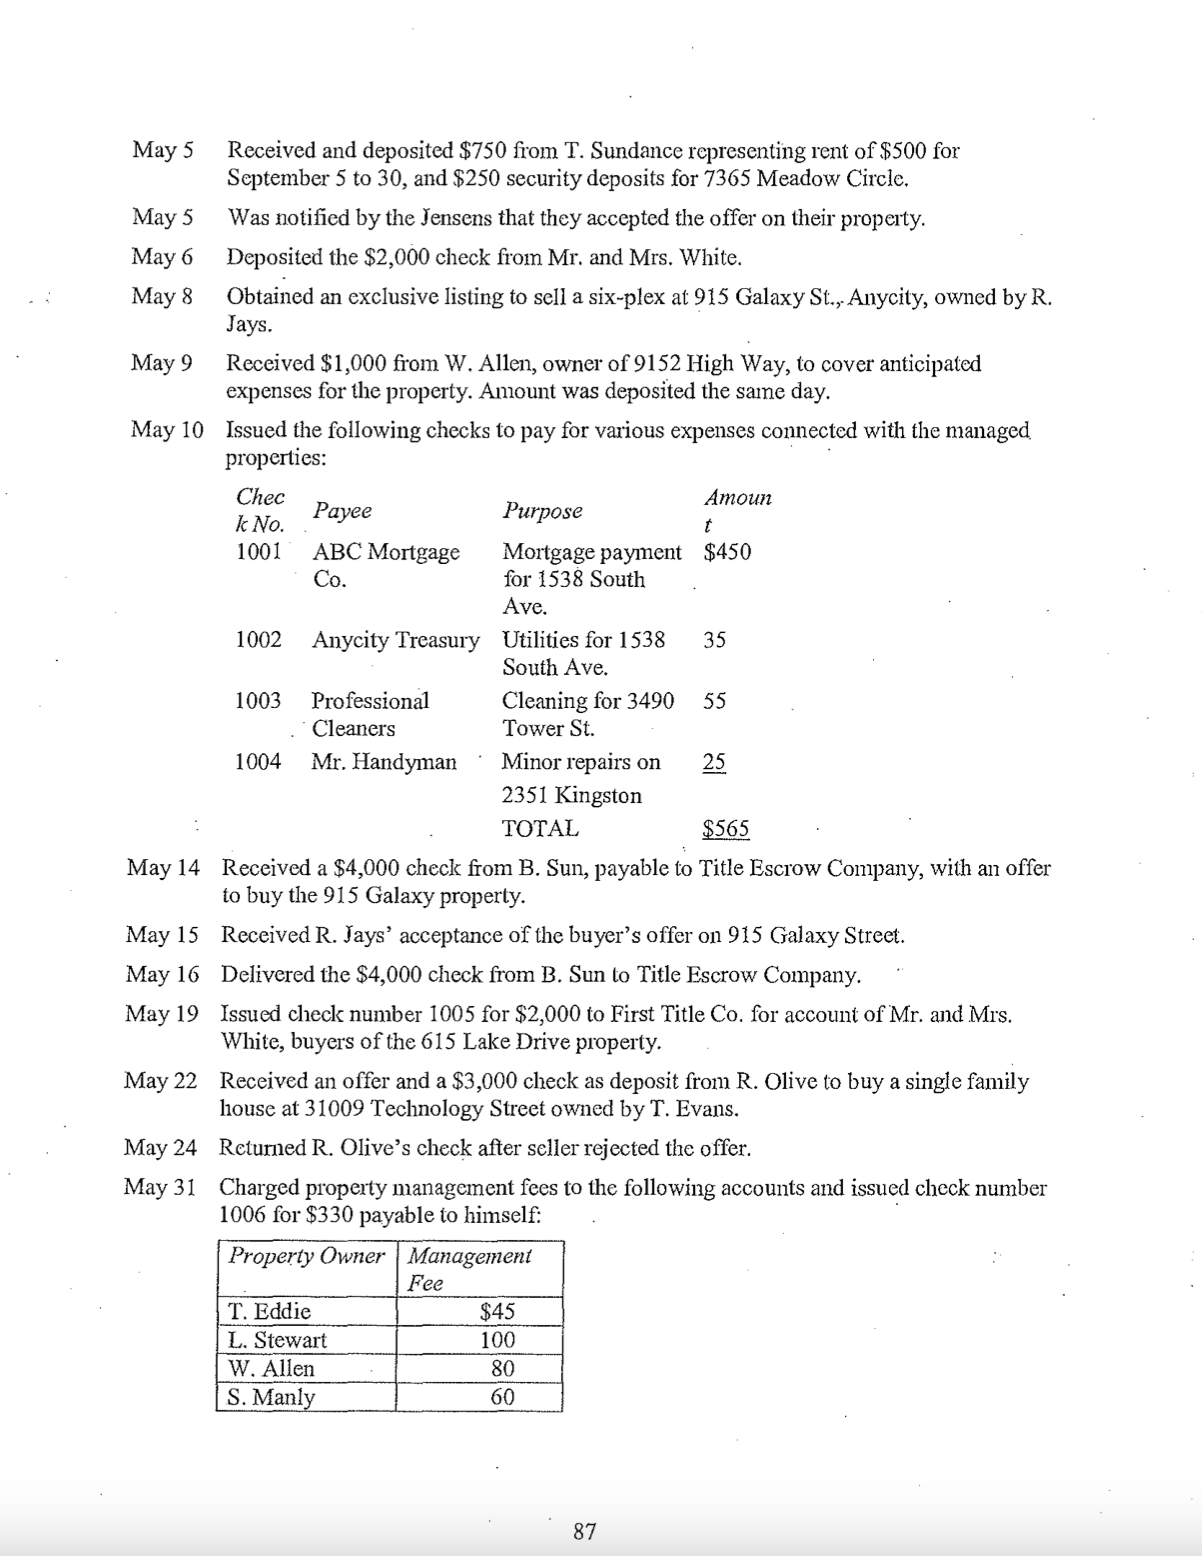 May 5 Received and deposited $750 from T. Sundance representing rent of $500 for
September 5 to 30, and $250 security deposits for 7365 Meadow Circle.
May 5 Was notified by the Jensens that they accepted the offer on their property.
May 6 Deposited the $2,000 check from Mr. and Mrs. White.
May 8 Obtained an exclusive listing to sell a six-plex at 915 Galaxy St., Anycity, owned by R.
Jays.
May 9 Received $1,000 from W. Allen, owner of 9152 High Way, to cover anticipated
expenses for the property. Amount was deposited the same day.
May 10 Issued the following checks to pay for various expenses connected with the managed
properties:
Chec
k No.
Payee
Purpose
Amoun
t
1001 ABC Mortgage Mortgage payment $450
Co. for 1538 South
Ave.
1002 Anycity Treasury Utilities for 1538 35
South Ave.
1003 Professional Cleaning for 3490 55
Cleaners Tower St.
1004 Mr. Handyman Minor repairs on 25
2351 Kingston
TOTAL $565
May 14 Received a $4,000 check from B. Sun, payable to Title Escrow Company, with an offer
to buy the 915 Galaxy property.
May 15 Received R. Jays' acceptance of the buyer's offer on 915 Galaxy Street.
May 16 Delivered the $4,000 check from B. Sun to Title Escrow Company.
May 19 Issued check number 1005 for $2,000 to First Title Co. for account of Mr. and Mrs.
White, buyers of the 615 Lake Drive property.
May 22 Received an offer and a $3,000 check as deposit from R. Olive to buy a single family
house at 31009 Technology Street owned by T. Evans.
May 24 Returned R. Olive's check after seller rejected the offer.
May 31 Charged property management fees to the following accounts and issued check number
1006 for $330 payable to himself:
Property Owner Management
Fee
T. Eddie $45
L. Stewart 100
W. Allen 80
S. Manly 60
87